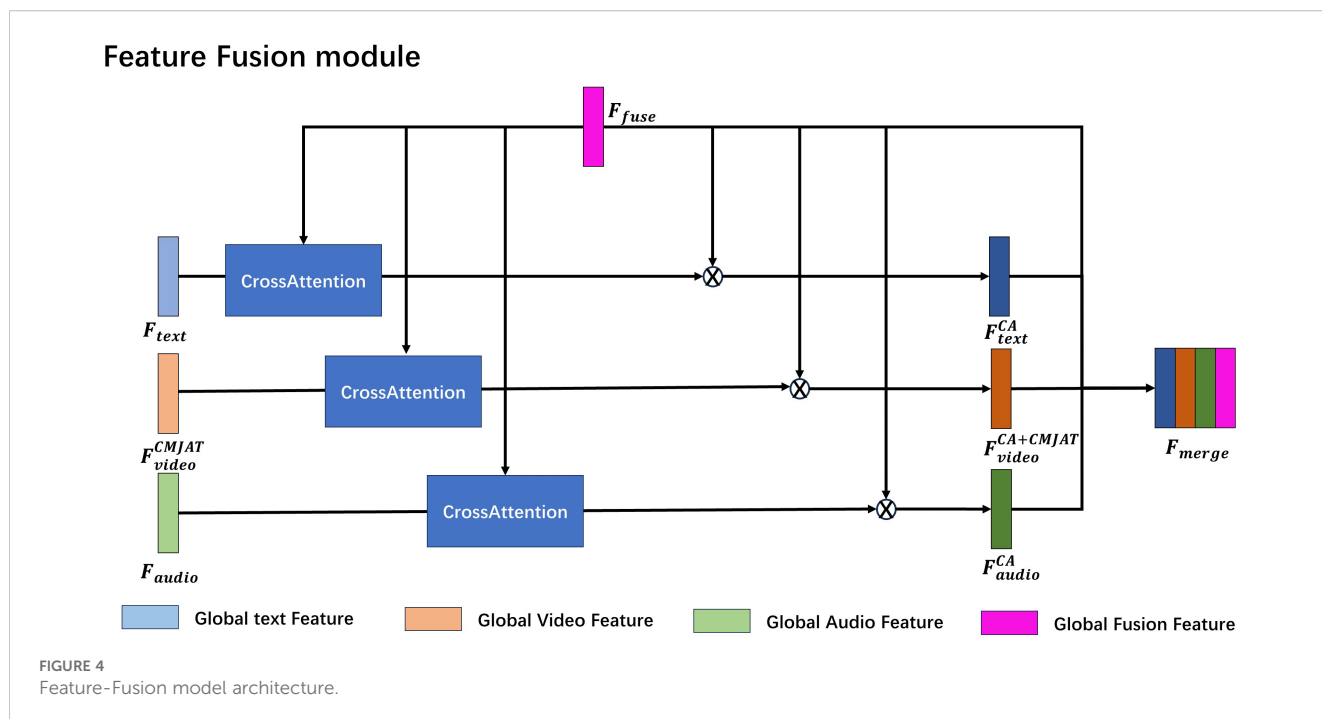 Feature Fusion module
F_fuse
CrossAttention
F_text
F^CA_text
CrossAttention
F^CMJAT_video
F^CA+CMJAT_video
F_merge
CrossAttention
F_audio
F^CA_audio
Global text Feature
Global Video Feature
Global Audio Feature
Global Fusion Feature
FIGURE 4
Feature-Fusion model architecture.